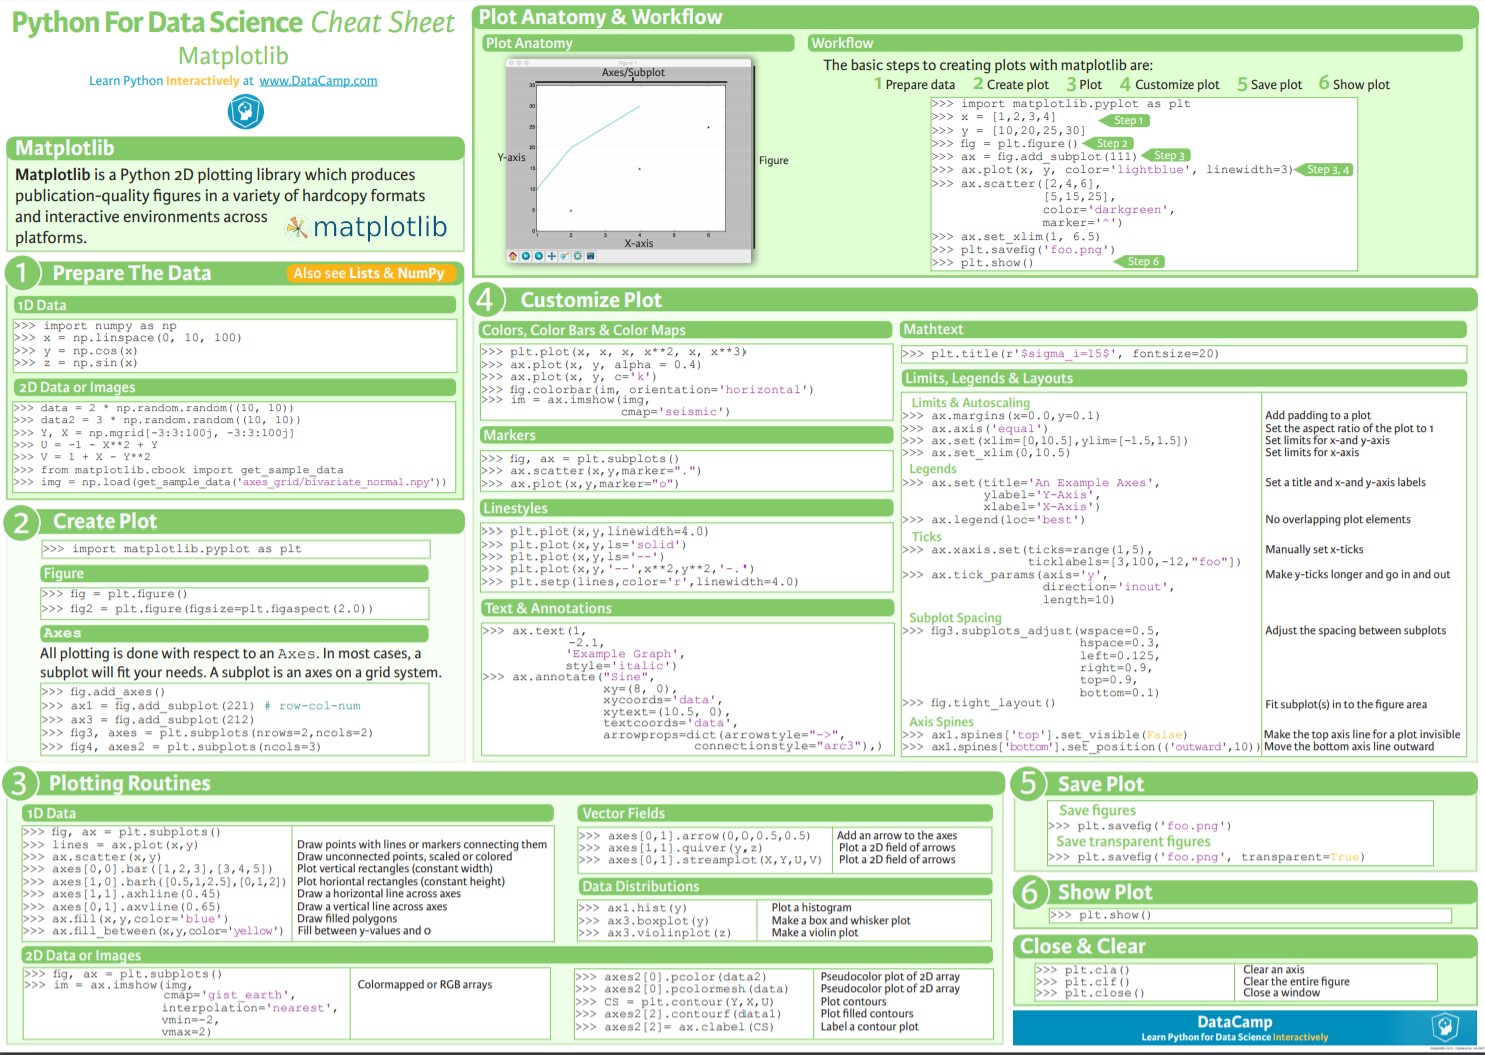 Python For Data Science Cheat Sheet
Matplotlib
Learn Python Interactively at www.DataCamp.com
Matplotlib
Matplotlib is a Python 2D plotting library which produces
publication-quality figures in a variety of hardcopy formats
and interactive environments across
platforms.
matplotlib
1 Prepare The Data
Also see Lists & NumPy
1D Data
>>> import numpy as np
>>> x = np.linspace(0, 10, 100)
>>> y = np.cos(x)
>>> z = np.sin(x)
2D Data or Images
>>> data = 2 * np.random.random((10, 10))
>>> data2 = 3 * np.random.random((10, 10))
>>> Y, X = np.mgrid[-3:3:100j, -3:3:100j]
>>> U = -1 - X**2 + Y
>>> V = 1 + X - Y**2
>>> from matplotlib.cbook import get_sample_data
>>> img = np.load(get_sample_data('axes_grid/bivariate_normal.npy'))
2 Create Plot
>>> import matplotlib.pyplot as plt
Figure
>>> fig = plt.figure()
>>> fig2 = plt.figure(figsize=plt.figaspect(2.0))
Axes
All plotting is done with respect to an Axes. In most cases, a
subplot will fit your needs. A subplot is an axes on a grid system.
>>> fig.add_axes()
>>> ax1 = fig.add_subplot(221) # row-col-num
>>> ax3 = fig.add_subplot(212)
>>> fig3, axes = plt.subplots(nrows=2,ncols=2)
>>> fig4, axes2 = plt.subplots(ncols=3)
Plot Anatomy & Workflow
Plot Anatomy
Figure 1
Axes/Subplot
Y-axis
35
30
25
20
15
10
5
0
1
2
3
4
5
6
X-axis
Figure
Workflow
The basic steps to creating plots with matplotlib are:
1 Prepare data 2 Create plot 3 Plot 4 Customize plot 5 Save plot 6 Show plot
>>> import matplotlib.pyplot as plt
>>> x = [1,2,3,4]
>>> y = [10,20,25,30]
Step 1
>>> fig = plt.figure() Step 2
>>> ax = fig.add_subplot(111) Step 3
>>> ax.plot(x, y, color='lightblue', linewidth=3) Step 3, 4
>>> ax.scatter([2,4,6],
[5,15,25],
color='darkgreen',
marker='^')
>>> ax.set_xlim(1, 6.5)
>>> plt.savefig('foo.png')
>>> plt.show() Step 6
4 Customize Plot
Colors, Color Bars & Color Maps
>>> plt.plot(x, x, x, x**2, x, x**3)
>>> ax.plot(x, y, alpha = 0.4)
>>> ax.plot(x, y, c='k')
>>> fig.colorbar(im, orientation='horizontal')
>>> im = ax.imshow(img,
cmap='seismic')
Markers
>>> fig, ax = plt.subplots()
>>> ax.scatter(x,y,marker=".")
>>> ax.plot(x,y,marker="o")
Linestyles
>>> plt.plot(x,y,linewidth=4.0)
>>> plt.plot(x,y,ls='solid')
>>> plt.plot(x,y,ls='--')
>>> plt.plot(x,y,'--',x**2,y**2,'-.')
>>> plt.setp(lines,color='r',linewidth=4.0)
Text & Annotations
>>> ax.text(1,
-2.1,
'Example Graph',
style='italic')
>>> ax.annotate("Sine",
xy=(8, 0),
xycoords='data',
xytext=(10.5, 0),
textcoords='data',
arrowprops=dict(arrowstyle="->",
connectionstyle="arc3"),)
Mathtext
>>> plt.title(r'$sigma_i=15$', fontsize=20)
Limits, Legends & Layouts
Limits & Autoscaling
>>> ax.margins(x=0.0,y=0.1) Add padding to a plot
>>> ax.axis('equal') Set the aspect ratio of the plot to 1
>>> ax.set(xlim=[0,10.5],ylim=[-1.5,1.5]) Set limits for x-and y-axis
>>> ax.set_xlim(0,10.5) Set limits for x-axis
Legends
>>> ax.set(title='An Example Axes', Set a title and x-and y-axis labels
ylabel='Y-Axis',
xlabel='X-Axis')
>>> ax.legend(loc='best') No overlapping plot elements
Ticks
>>> ax.xaxis.set(ticks=range(1,5), Manually set x-ticks
ticklabels=[3,100,-12,"foo"])
>>> ax.tick_params(axis='y', Make y-ticks longer and go in and out
direction='inout',
length=10)
Subplot Spacing
>>> fig3.subplots_adjust(wspace=0.5, Adjust the spacing between subplots
hspace=0.3,
left=0.125,
right=0.9,
top=0.9,
bottom=0.1)
>>> fig.tight_layout() Fit subplot(s) in to the figure area
Axis Spines
>>> ax1.spines['top'].set_visible(False) Make the top axis line for a plot invisible
>>> ax1.spines['bottom'].set_position(('outward',10)) Move the bottom axis line outward
3 Plotting Routines
1D Data
>>> fig, ax = plt.subplots()
>>> lines = ax.plot(x,y) Draw points with lines or markers connecting them
>>> ax.scatter(x,y) Draw unconnected points, scaled or colored
>>> axes[0,0].bar([1,2,3],[3,4,5]) Plot vertical rectangles (constant width)
>>> axes[1,0].barh([0.5,1,2.5],[0,1,2]) Plot horiontal rectangles (constant height)
>>> axes[1,1].axhline(0.45) Draw a horizontal line across axes
>>> axes[0,1].axvline(0.65) Draw a vertical line across axes
>>> ax.fill(x,y,color='blue') Draw filled polygons
>>> ax.fill_between(x,y,color='yellow') Fill between y-values and 0
2D Data or Images
>>> fig, ax = plt.subplots()
>>> im = ax.imshow(img, Colormapped or RGB arrays
cmap='gist_earth',
interpolation='nearest',
vmin=-2,
vmax=2)
Vector Fields
>>> axes[0,1].arrow(0,0,0.5,0.5) Add an arrow to the axes
>>> axes[1,1].quiver(y,z) Plot a 2D field of arrows
>>> axes[0,1].streamplot(X,Y,U,V) Plot a 2D field of arrows
Data Distributions
>>> ax1.hist(y) Plot a histogram
>>> ax3.boxplot(y) Make a box and whisker plot
>>> ax3.violinplot(z) Make a violin plot
>>> axes2[0].pcolor(data2) Pseudocolor plot of 2D array
>>> axes2[0].pcolormesh(data) Pseudocolor plot of 2D array
>>> CS = plt.contour(Y,X,U) Plot contours
>>> axes2[2].contourf(data1) Plot filled contours
>>> axes2[2]= ax.clabel(CS) Label a contour plot
5 Save Plot
Save figures
>>> plt.savefig('foo.png')
Save transparent figures
>>> plt.savefig('foo.png', transparent=True)
6 Show Plot
>>> plt.show()
Close & Clear
>>> plt.cla() Clear an axis
>>> plt.clf() Clear the entire figure
>>> plt.close() Close a window
DataCamp
Learn Python for Data Science Interactively